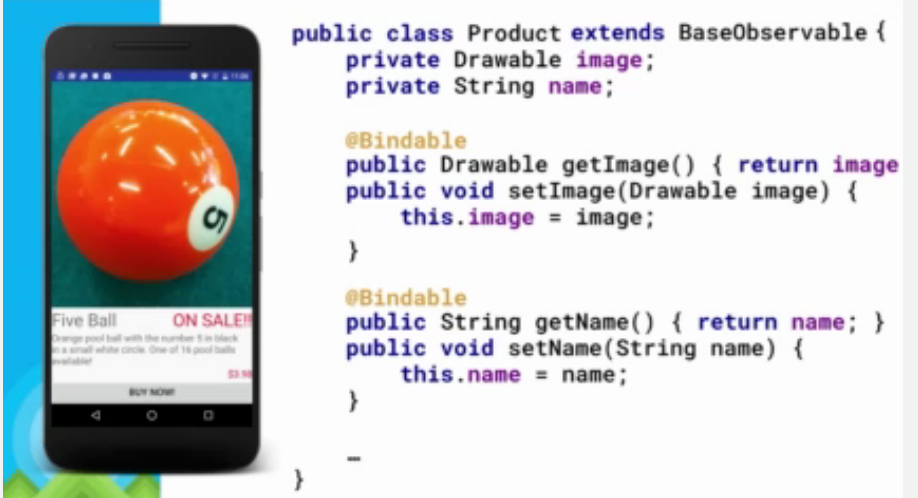 11:06
5
Five Ball ON SALE!!
Orange pool ball with the number 5 in black
in a small white circle. One of 16 pool balls
available!
$3.98
BUY NOW!
public class Product extends BaseObservable {
private Drawable image;
private String name;
@Bindable
public Drawable getImage() { return image
public void setImage(Drawable image) {
this.image = image;
}
@Bindable
public String getName() { return name; }
public void setName(String name) {
this.name = name;
}
…
}